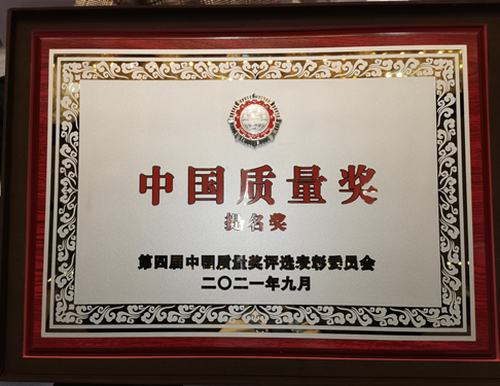 中国质量奖
提名奖
第四届中国质量奖评选表彰委员会
二〇二一年九月